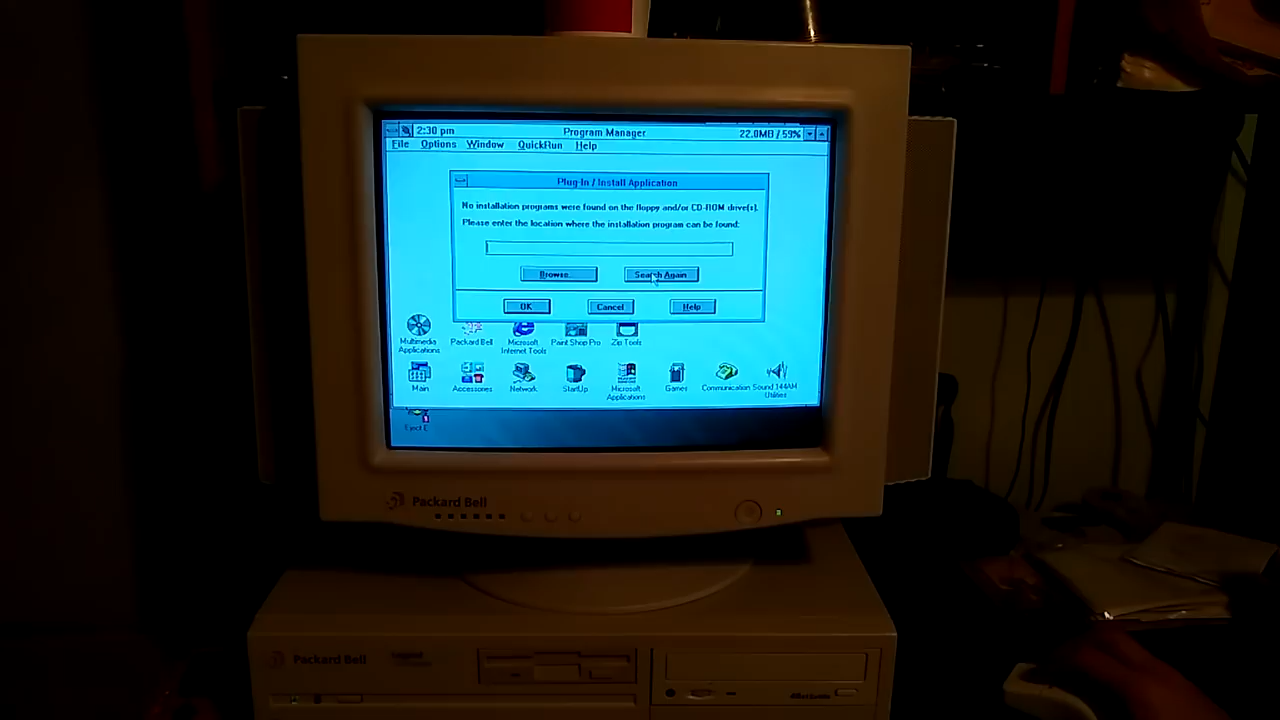 2:30 pm Program Manager 22.0MB / 59%
File Options Window QuickRun Help
Plug-In / Install Application
No installation programs were found on the floppy and/or CD-ROM drive(s).
Please enter the location where the installation program can be found:
Browse... Search Again
OK Cancel Help
Multimedia Applications
Packard Bell
Microsoft Internet Tools
Paint Shop Pro
Zip Tools
Main
Accessories
Network
StartUp
Microsoft Applications
Games
Communication
Sound 144AM Utilities
Eject E
Packard Bell
Packard Bell